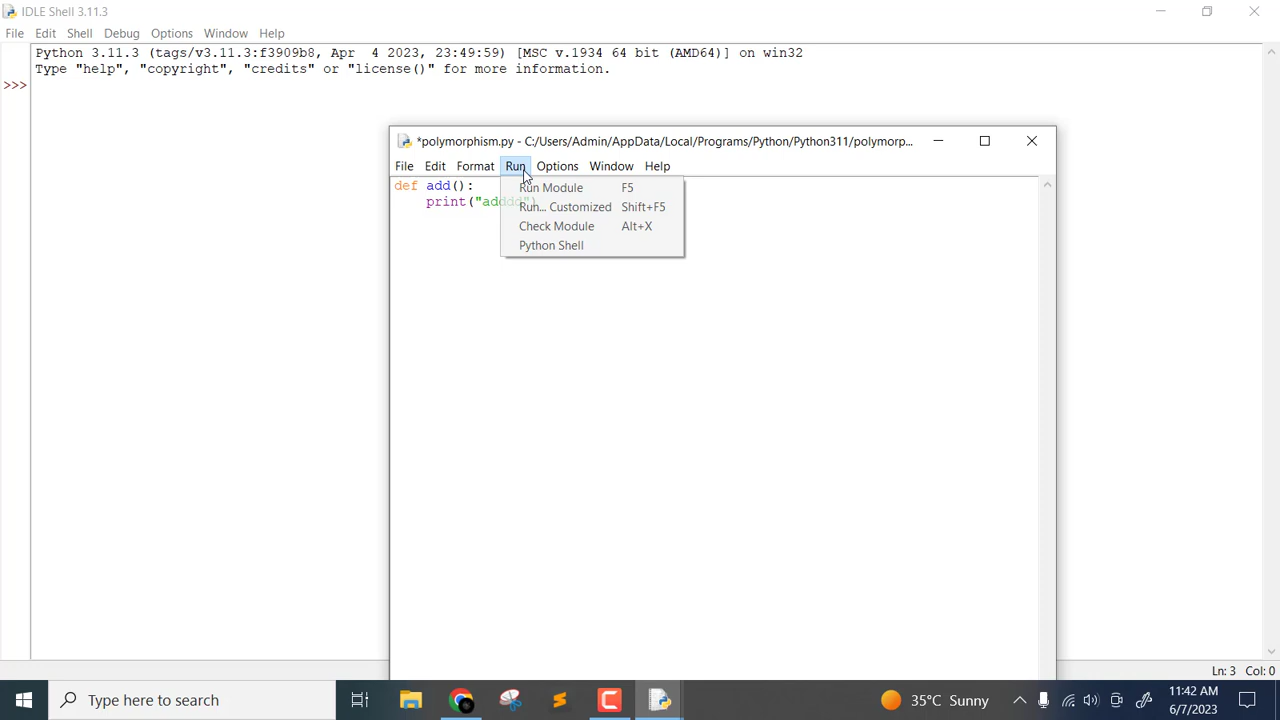 IDLE Shell 3.11.3
File Edit Shell Debug Options Window Help
Python 3.11.3 (tags/v3.11.3:f3909b8, Apr  4 2023, 23:49:59) [MSC v.1934 64 bit (AMD64)] on win32
Type "help", "copyright", "credits" or "license()" for more information.
>>>
*polymorphism.py - C:/Users/Admin/AppData/Local/Programs/Python/Python311/polymorp...
File Edit Format Run Options Window Help
def add():
    print("adddd")
Run Module F5
Run... Customized Shift+F5
Check Module Alt+X
Python Shell
Ln: 3 Col: 0
Type here to search
35°C Sunny
11:42 AM
6/7/2023